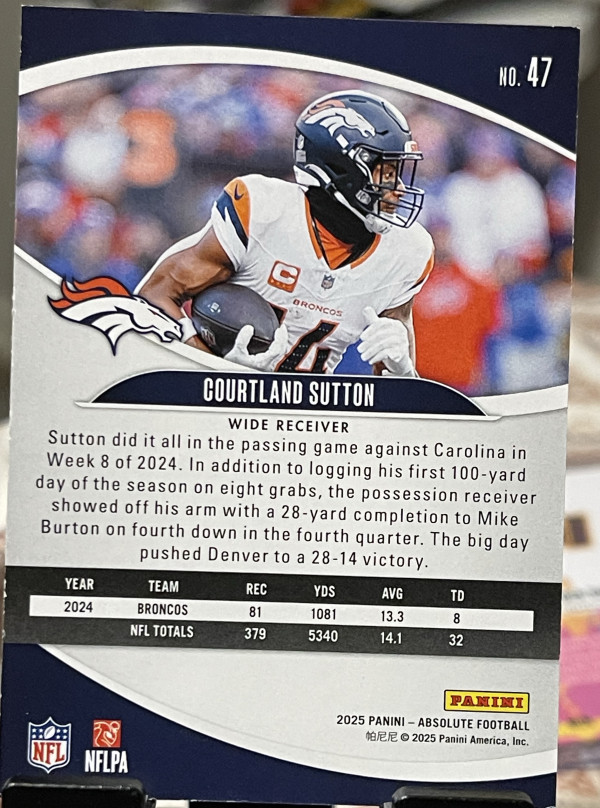 NO. 47
C
BRONCOS
14
COURTLAND SUTTON
WIDE RECEIVER
Sutton did it all in the passing game against Carolina in
Week 8 of 2024. In addition to logging his first 100-yard
day of the season on eight grabs, the possession receiver
showed off his arm with a 28-yard completion to Mike
Burton on fourth down in the fourth quarter. The big day
pushed Denver to a 28-14 victory.
YEAR TEAM REC YDS AVG TD
2024 BRONCOS 81 1081 13.3 8
NFL TOTALS 379 5340 14.1 32
PANINI
2025 PANINI – ABSOLUTE FOOTBALL
帕尼尼 © 2025 Panini America, Inc.
NFL
NFLPA